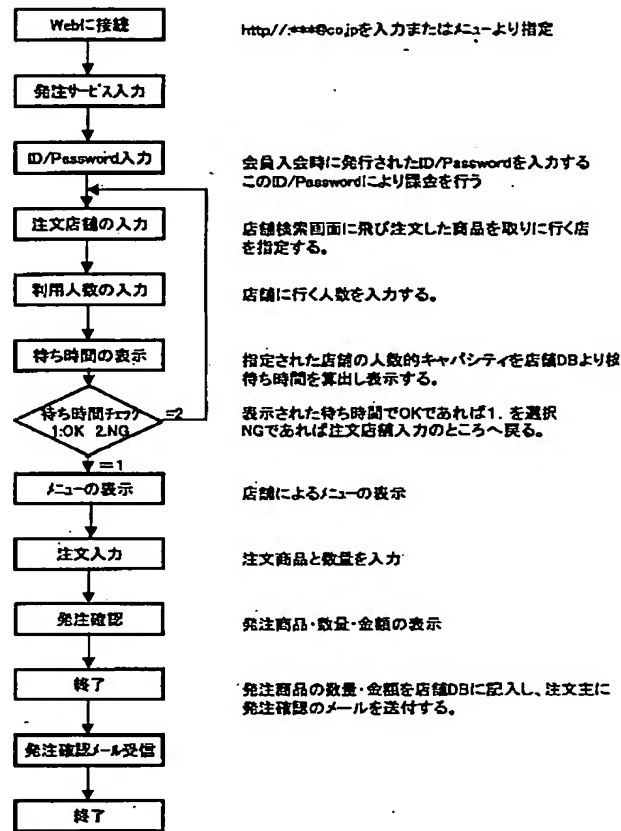 Webに接続
http//:***@co.jpを入力またはメニューより指定
発注サービス入力
ID/Password入力
会員入会時に発行されたID/Passwordを入力する
このID/Passwordにより課金を行う
注文店舗の入力
店舗検索画面に飛び注文した商品を取りに行く店
を指定する。
利用人数の入力
店舗に行く人数を入力する。
待ち時間の表示
指定された店舗の人数的キャパシティを店舗DBより検
待ち時間を算出し表示する。
待ち時間チェック
1:OK 2.NG
=2
表示された待ち時間でOKであれば1. を選択
NGであれば注文店舗入力のところへ戻る。
=1
メニューの表示
店舗によるメニューの表示
注文入力
注文商品と数量を入力
発注確認
発注商品・数量・金額の表示
終了
発注商品の数量・金額を店舗DBに記入し、注文主に
発注確認のメールを送付する。
発注確認メール受信
終了